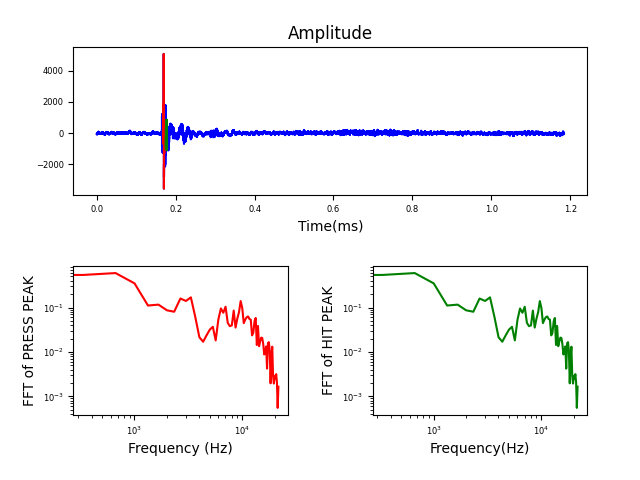 Amplitude
4000
2000
0
−2000
0.0 0.2 0.4 0.6 0.8 1.0 1.2
Time(ms)
FFT of PRESS PEAK
10⁻¹
10⁻²
10⁻³
10³ 10⁴
Frequency (Hz)
FFT of HIT PEAK
10⁻¹
10⁻²
10⁻³
10³ 10⁴
Frequency(Hz)